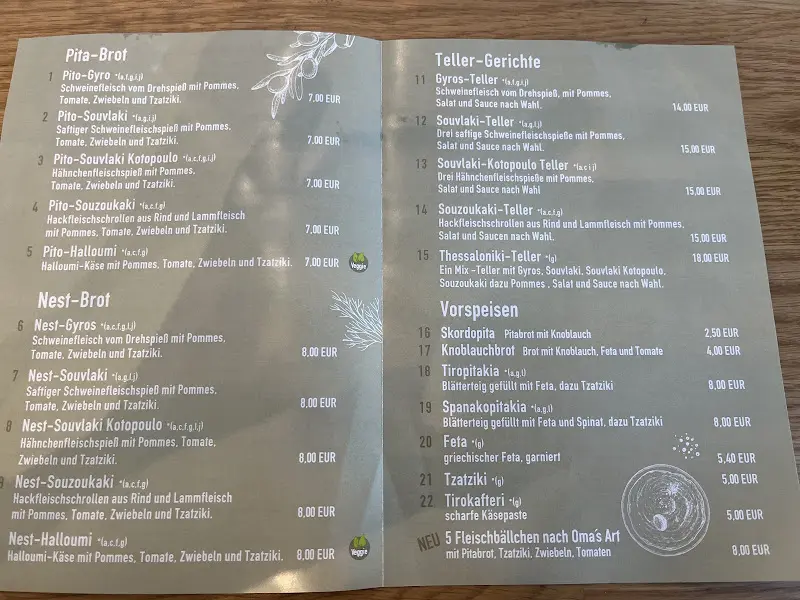 Pita-Brot
1 Pito-Gyro *(a,f,g,i,j)
Schweinefleisch vom Drehspieß mit Pommes,
Tomate, Zwiebeln und Tzatziki. 7.00 EUR
2 Pito-Souvlaki *(a,g,i,j)
Saftiger Schweinefleischspieß mit Pommes,
Tomate, Zwiebeln und Tzatziki. 7.00 EUR
3 Pito-Souvlaki Kotopoulo *(a,c,f,g,i,j)
Hähnchenfleischspieß mit Pommes,
Tomate, Zwiebeln und Tzatziki. 7,00 EUR
4 Pito-Souzoukaki *(a,c,f,g)
Hackfleischschrollen aus Rind und Lammfleisch
mit Pommes, Tomate, Zwiebeln und Tzatziki. 7,00 EUR
5 Pito-Halloumi *(a,c,f,g)
Halloumi-Käse mit Pommes, Tomate, Zwiebeln und Tzatziki. 7.00 EUR
Veggie
Nest-Brot
6 Nest-Gyros *(a,c,f,g,i,j)
Schweinefleisch vom Drehspieß mit Pommes,
Tomate, Zwiebeln und Tzatziki. 8,00 EUR
7 Nest-Souvlaki *(a,g,i,j)
Saftiger Schweinefleischspieß mit Pommes,
Tomate, Zwiebeln und Tzatziki. 8,00 EUR
8 Nest-Souvlaki Kotopoulo *(a,c,f,g,i,j)
Hähnchenfleischspieß mit Pommes, Tomate,
Zwiebeln und Tzatziki. 8,00 EUR
9 Nest-Souzoukaki *(a,c,f,g)
Hackfleischschrollen aus Rind und Lammfleisch
mit Pommes, Tomate, Zwiebeln und Tzatziki. 8,00 EUR
Nest-Halloumi *(a,c,f,g)
Halloumi-Käse mit Pommes, Tomate, Zwiebeln und Tzatziki. 8,00 EUR
Veggie
Teller-Gerichte
11 Gyros-Teller *(a,f,g,i,j)
Schweinefleisch vom Drehspieß, mit Pommes,
Salat und Sauce nach Wahl. 14,00 EUR
12 Souvlaki-Teller *(a,g,i,j)
Drei saftige Schweinefleischspieße mit Pommes,
Salat und Sauce nach Wahl. 15,00 EUR
13 Souvlaki-Kotopoulo Teller *(a,c,i,j)
Drei Hähnchenfleischspieße mit Pommes,
Salat und Sauce nach Wahl 15,00 EUR
14 Souzoukaki-Teller *(a,c,f,g)
Hackfleischschrollen aus Rind und Lammfleisch mit Pommes,
Salat und Saucen nach Wahl. 15,00 EUR
15 Thessaloniki-Teller *(g) 18,00 EUR
Ein Mix -Teller mit Gyros, Souvlaki, Souvlaki Kotopoulo,
Souzoukaki dazu Pommes , Salat und Sauce nach Wahl.
Vorspeisen
16 Skordopita Pitabrot mit Knoblauch 2,50 EUR
17 Knoblauchbrot Brot mit Knoblauch, Feta und Tomate 4,00 EUR
18 Tiropitakia *(a,g,i)
Blätterteig gefüllt mit Feta, dazu Tzatziki 8,00 EUR
19 Spanakopitakia *(a,g,i)
Blätterteig gefüllt mit Feta und Spinat, dazu Tzatziki 8,00 EUR
20 Feta *(g)
griechischer Feta, garniert 5,40 EUR
21 Tzatziki *(g) 5,00 EUR
22 Tirokafteri *(g)
scharfe Käsepaste 5,00 EUR
NEU 5 Fleischbällchen nach Oma´s Art
mit Pitabrot, Tzatziki, Zwiebeln, Tomaten 8,00 EUR